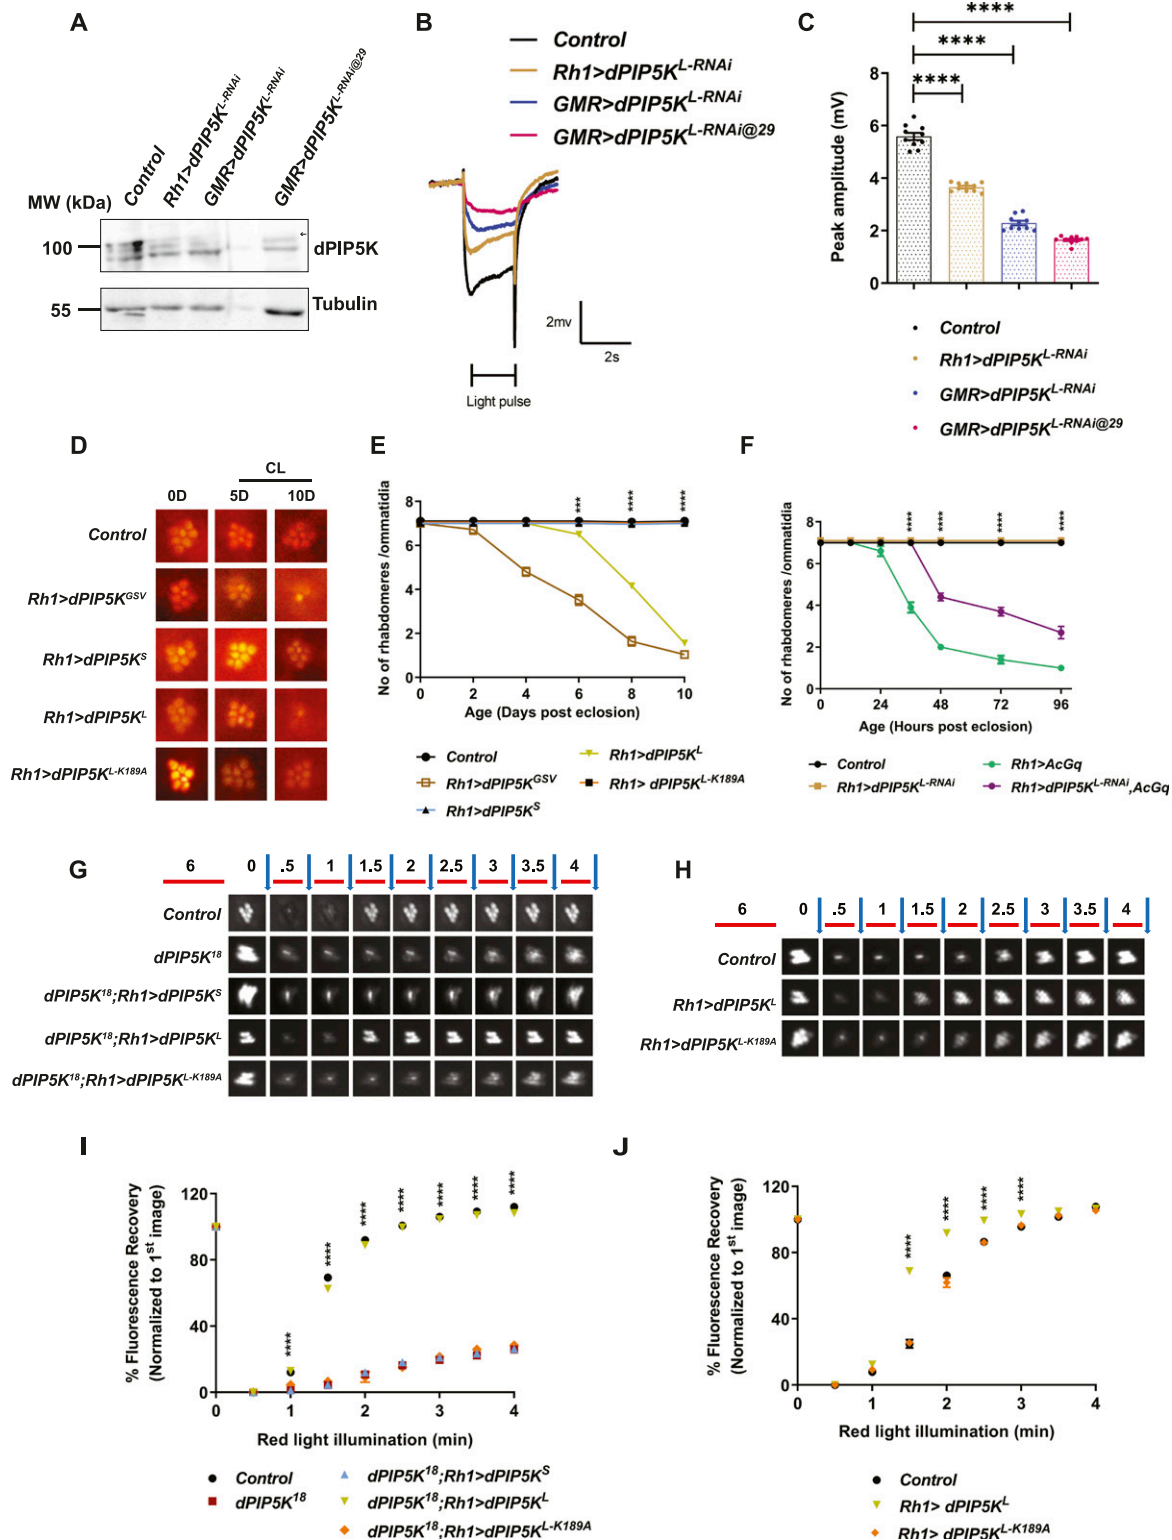 A
Control
Rh1>dPIP5K^L-RNAi
GMR>dPIP5K^L-RNAi
GMR>dPIP5K^L-RNAi@29
MW (kDa)
100
dPIP5K
55
Tubulin
B
Control
Rh1>dPIP5K^L-RNAi
GMR>dPIP5K^L-RNAi
GMR>dPIP5K^L-RNAi@29
2mv
2s
Light pulse
C
****
****
****
Peak amplitude (mV)
8
6
4
2
0
Control
Rh1>dPIP5K^L-RNAi
GMR>dPIP5K^L-RNAi
GMR>dPIP5K^L-RNAi@29
D
CL
0D 5D 10D
Control
Rh1>dPIP5K^GSV
Rh1>dPIP5K^S
Rh1>dPIP5K^L
Rh1>dPIP5K^L-K189A
E
No of rhabdomeres /ommatidia
8
6
4
2
0
*** **** ****
0 2 4 6 8 10
Age (Days post eclosion)
Control
Rh1>dPIP5K^GSV
Rh1>dPIP5K^S
Rh1>dPIP5K^L
Rh1> dPIP5K^L-K189A
F
No of rhabdomeres /ommatidia
8
6
4
2
0
**** **** **** ****
0 24 48 72 96
Age (Hours post eclosion)
Control
Rh1>dPIP5K^L-RNAi
Rh1>AcGq
Rh1>dPIP5K^L-RNAi,AcGq
G
6 0 .5 1 1.5 2 2.5 3 3.5 4
Control
dPIP5K^18
dPIP5K^18;Rh1>dPIP5K^S
dPIP5K^18;Rh1>dPIP5K^L
dPIP5K^18;Rh1>dPIP5K^L-K189A
H
6 0 .5 1 1.5 2 2.5 3 3.5 4
Control
Rh1>dPIP5K^L
Rh1>dPIP5K^L-K189A
I
% Fluorescence Recovery
(Normalized to 1st image)
120
80
40
0
**** **** **** **** **** **** ****
0 1 2 3 4
Red light illumination (min)
Control
dPIP5K^18
dPIP5K^18;Rh1>dPIP5K^S
dPIP5K^18;Rh1>dPIP5K^L
dPIP5K^18;Rh1>dPIP5K^L-K189A
J
% Fluorescence Recovery
(Normalized to 1st image)
120
80
40
0
**** **** **** ****
0 1 2 3 4
Red light illumination (min)
Control
Rh1> dPIP5K^L
Rh1> dPIP5K^L-K189A